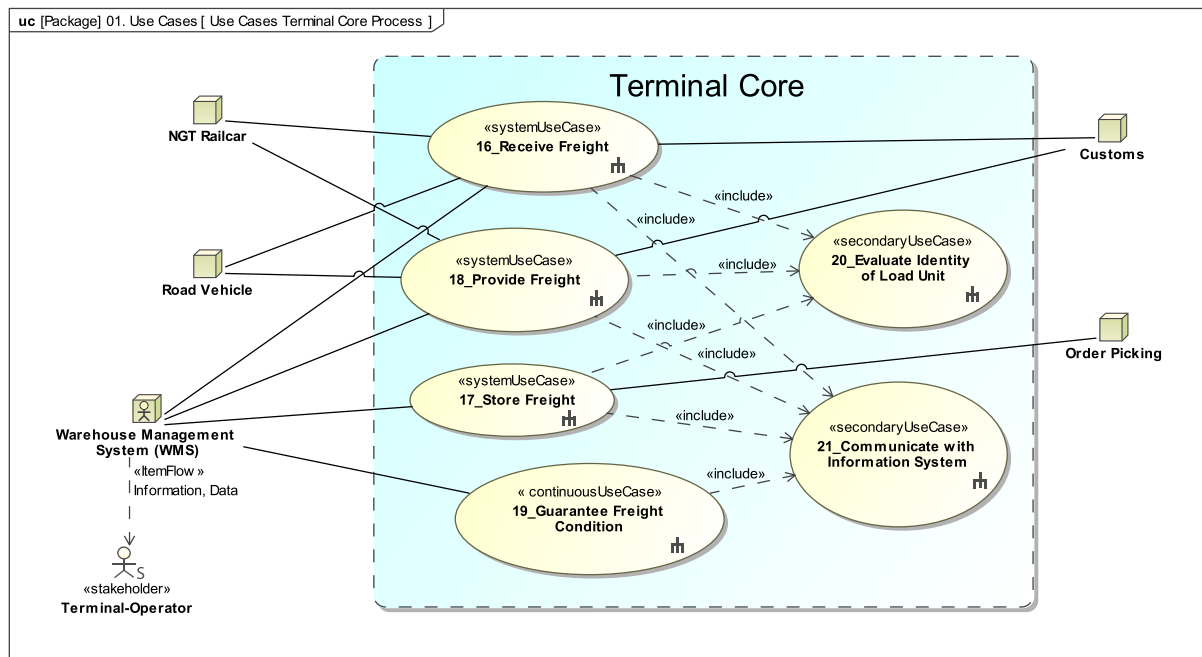 uc [Package] 01. Use Cases [ Use Cases Terminal Core Process ]
Terminal Core
NGT Railcar
«systemUseCase»
16_Receive Freight
Customs
«include»
«include»
Road Vehicle
«systemUseCase»
18_Provide Freight
«include»
«secondaryUseCase»
20_Evaluate Identity
of Load Unit
«include»
«include»
Order Picking
«systemUseCase»
17_Store Freight
«include»
Warehouse Management
System (WMS)
«secondaryUseCase»
21_Communicate with
Information System
«ItemFlow »
Information, Data
«include»
« continuousUseCase»
19_Guarantee Freight
Condition
S
«stakeholder»
Terminal-Operator